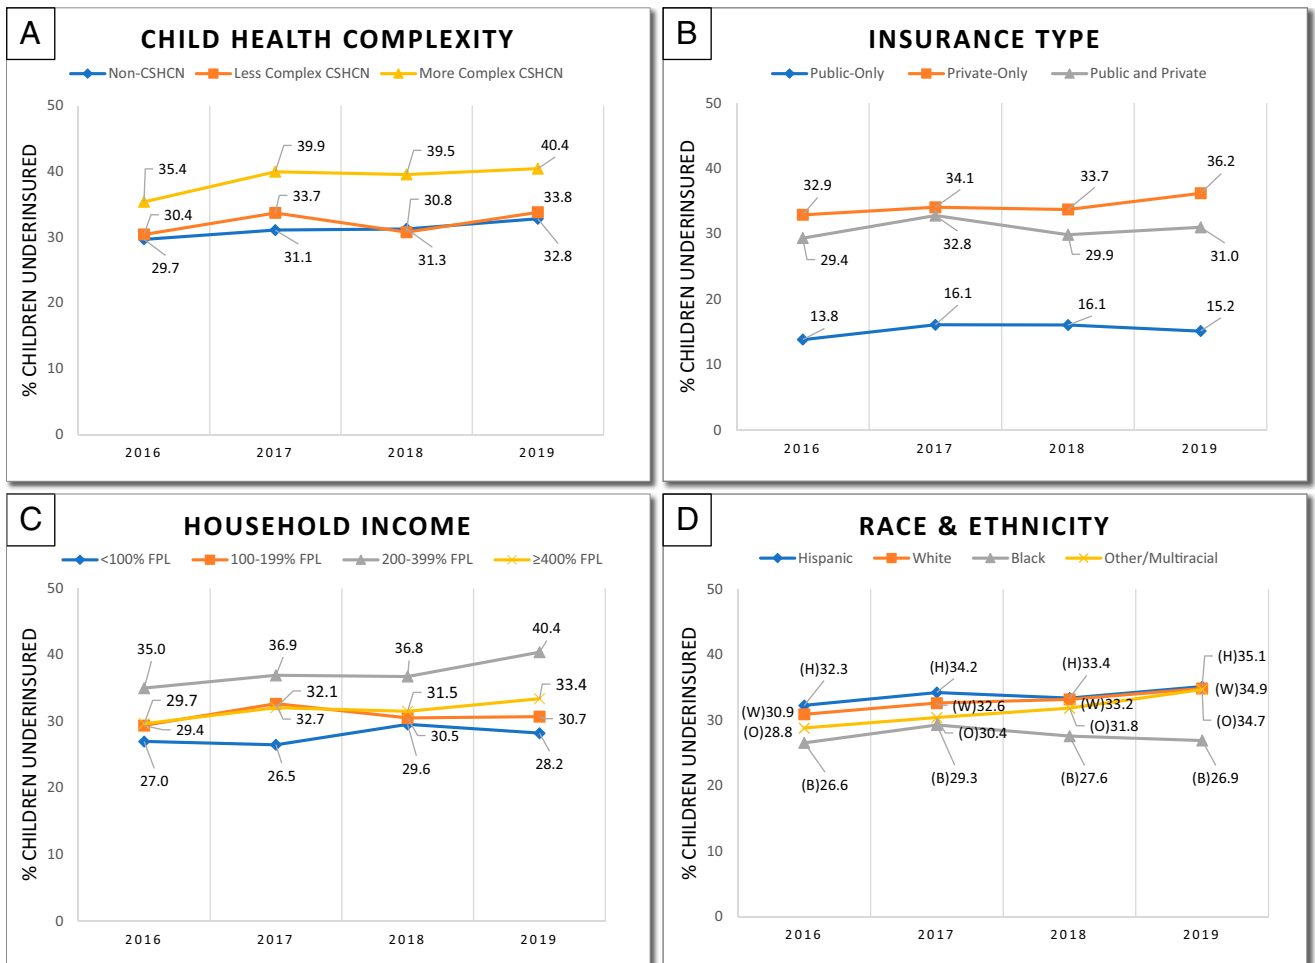 A
CHILD HEALTH COMPLEXITY
Non-CSHCN Less Complex CSHCN More Complex CSHCN
% CHILDREN UNDERINSURED
50
40
30
20
10
0
35.4 39.9 39.5 40.4
30.4 33.7 30.8 33.8
29.7 31.1 31.3 32.8
2016 2017 2018 2019
B
INSURANCE TYPE
Public-Only Private-Only Public and Private
% CHILDREN UNDERINSURED
50
40
30
20
10
0
32.9 34.1 33.7 36.2
29.4 32.8 29.9 31.0
13.8 16.1 16.1 15.2
2016 2017 2018 2019
C
HOUSEHOLD INCOME
<100% FPL 100-199% FPL 200-399% FPL ≥400% FPL
% CHILDREN UNDERINSURED
50
40
30
20
10
0
35.0 36.9 36.8 40.4
29.7 32.1 31.5 33.4
29.4 32.7 30.5 30.7
27.0 26.5 29.6 28.2
2016 2017 2018 2019
D
RACE & ETHNICITY
Hispanic White Black Other/Multiracial
% CHILDREN UNDERINSURED
50
40
30
20
10
0
(H)32.3 (H)34.2 (H)33.4 (H)35.1
(W)30.9 (W)32.6 (W)33.2 (W)34.9
(O)28.8 (O)30.4 (O)31.8 (O)34.7
(B)26.6 (B)29.3 (B)27.6 (B)26.9
2016 2017 2018 2019